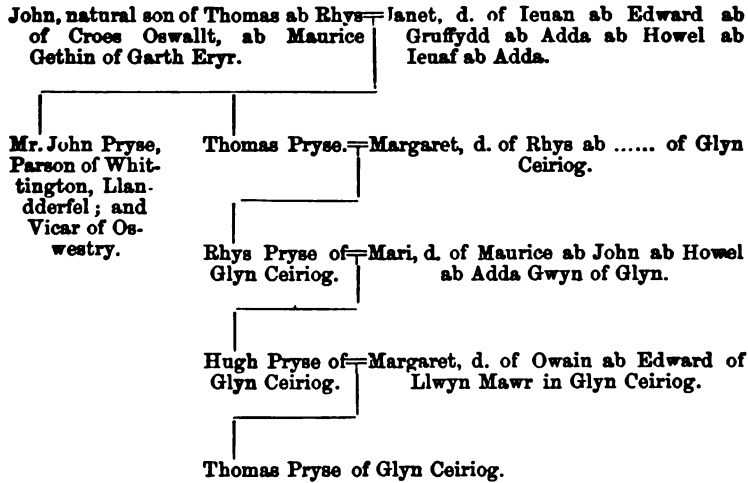 John, natural son of Thomas ab Rhys
of Croes Oswallt, ab Maurice
Gethin of Garth Eryr.
Janet, d. of Ieuan ab Edward ab
Gruffydd ab Adda ab Howel ab
Ieuaf ab Adda.
Mr. John Pryse,
Parson of Whit-
tington, Llan-
dderfel; and
Vicar of Os-
westry.
Thomas Pryse.
Margaret, d. of Rhys ab ...... of Glyn
Ceiriog.
Rhys Pryse of
Glyn Ceiriog.
Mari, d. of Maurice ab John ab Howel
ab Adda Gwyn of Glyn.
Hugh Pryse of
Glyn Ceiriog.
Margaret, d. of Owain ab Edward of
Llwyn Mawr in Glyn Ceiriog.
Thomas Pryse of Glyn Ceiriog.